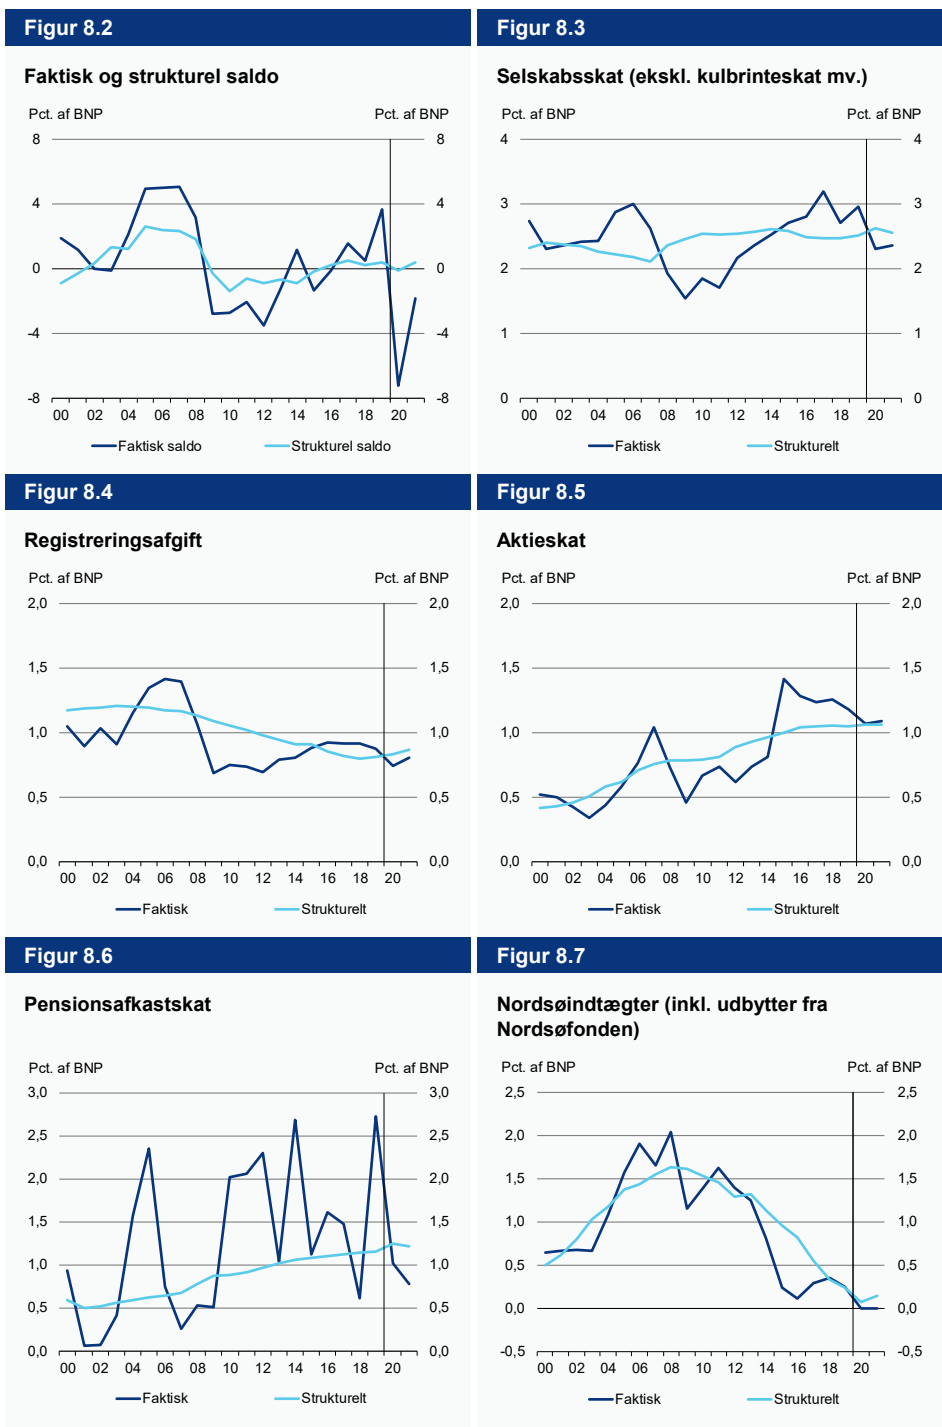 Figur 8.2
Faktisk og strukturel saldo
Pct. af BNP Pct. af BNP
8 8
4 4
0 0
-4 -4
-8 -8
00 02 04 06 08 10 12 14 16 18 20
Faktisk saldo Strukturel saldo
Figur 8.3
Selskabsskat (ekskl. kulbrinteskat mv.)
Pct. af BNP Pct. af BNP
4 4
3 3
2 2
1 1
0 0
00 02 04 06 08 10 12 14 16 18 20
Faktisk Strukturelt
Figur 8.4
Registreringsafgift
Pct. af BNP Pct. af BNP
2,0 2,0
1,5 1,5
1,0 1,0
0,5 0,5
0,0 0,0
00 02 04 06 08 10 12 14 16 18 20
Faktisk Strukturelt
Figur 8.5
Aktieskat
Pct. af BNP Pct. af BNP
2,0 2,0
1,5 1,5
1,0 1,0
0,5 0,5
0,0 0,0
00 02 04 06 08 10 12 14 16 18 20
Faktisk Strukturelt
Figur 8.6
Pensionsafkastskat
Pct. af BNP Pct. af BNP
3,0 3,0
2,5 2,5
2,0 2,0
1,5 1,5
1,0 1,0
0,5 0,5
0,0 0,0
00 02 04 06 08 10 12 14 16 18 20
Faktisk Strukturelt
Figur 8.7
Nordsøindtægter (inkl. udbytter fra
Nordsøfonden)
Pct. af BNP Pct. af BNP
2,5 2,5
2,0 2,0
1,5 1,5
1,0 1,0
0,5 0,5
0,0 0,0
-0,5 -0,5
00 02 04 06 08 10 12 14 16 18 20
Faktisk Strukturelt